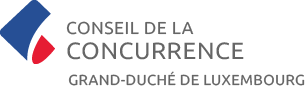 CONSEIL DE LA
CONCURRENCE
GRAND-DUCHÉ DE LUXEMBOURG